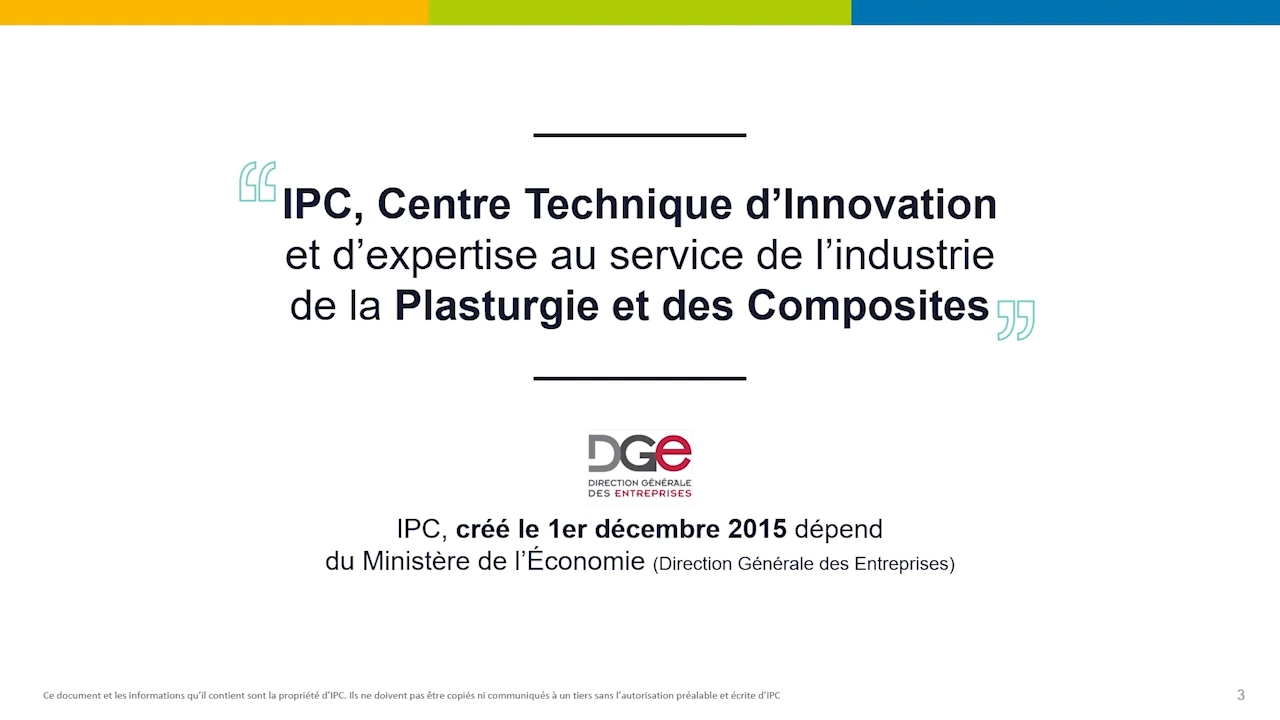 “ IPC, Centre Technique d’Innovation
et d’expertise au service de l’industrie
de la Plasturgie et des Composites ”
DGe
DIRECTION GÉNÉRALE
DES ENTREPRISES
IPC, créé le 1er décembre 2015 dépend
du Ministère de l’Économie (Direction Générale des Entreprises)
Ce document et les informations qu’il contient sont la propriété d’IPC. Ils ne doivent pas être copiés ni communiqués à un tiers sans l’autorisation préalable et écrite d’IPC
3